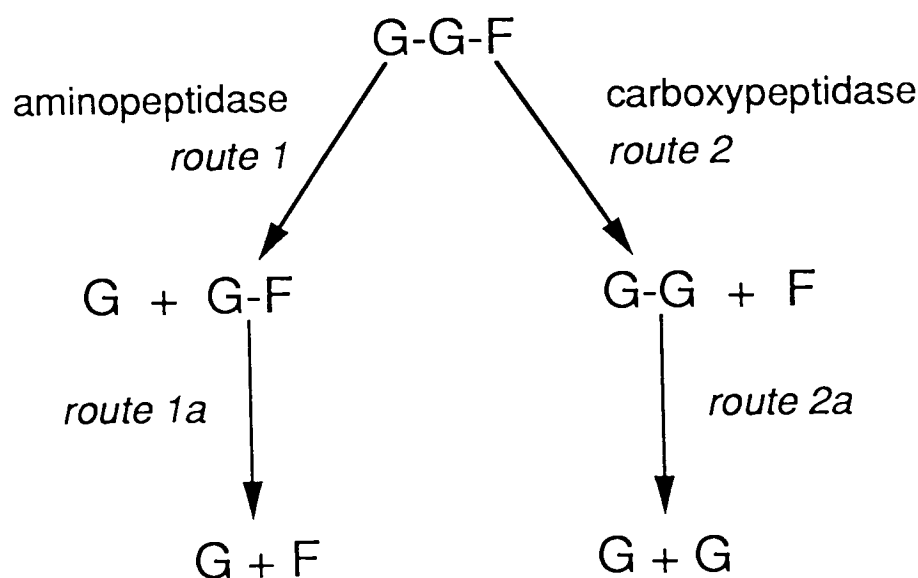 G-G-F
aminopeptidase
route 1
carboxypeptidase
route 2
G + G-F
G-G + F
route 1a
route 2a
G + F
G + G